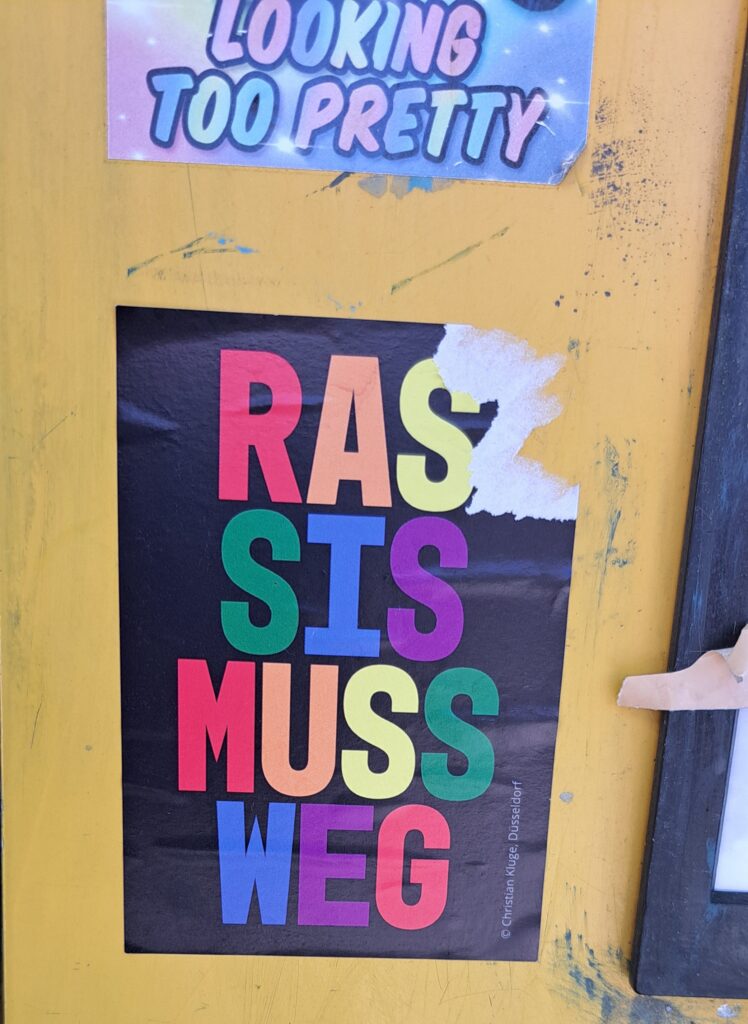 LOOKING
TOO PRETTY
RAS
SIS
MUSS
WEG
© Christian Kluge, Düsseldorf